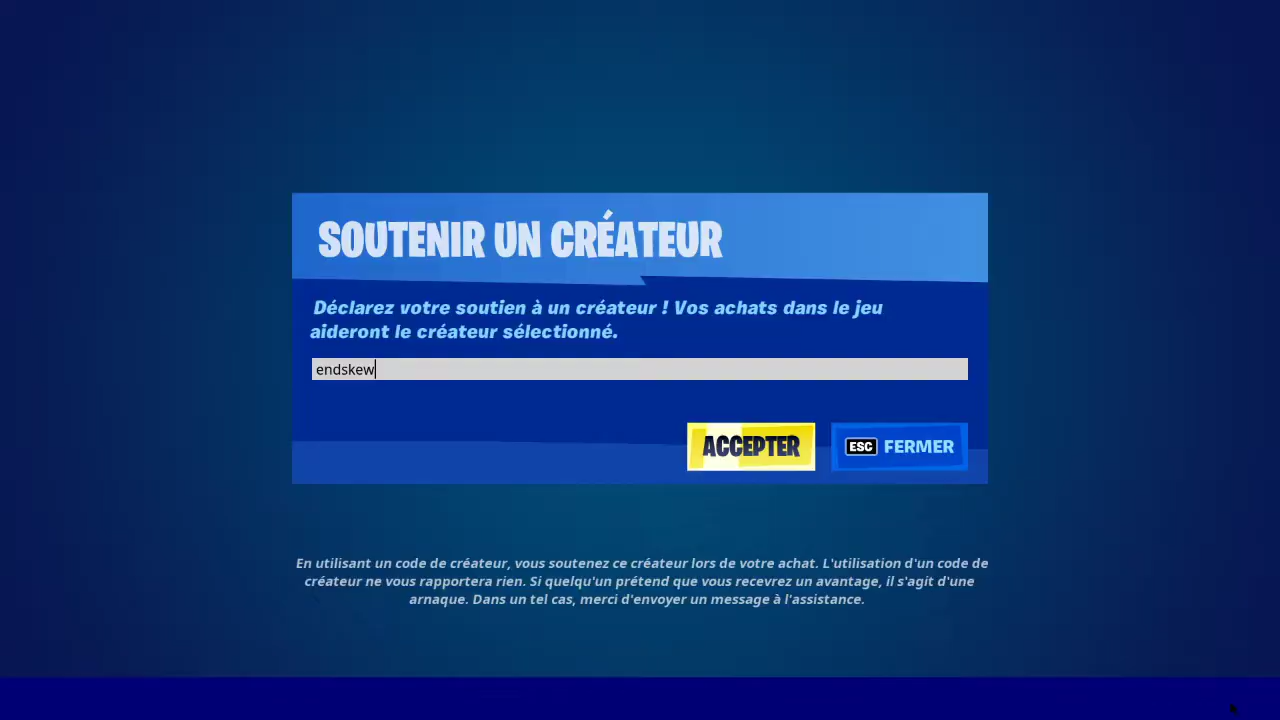 SOUTENIR UN CRÉATEUR
Déclarez votre soutien à un créateur ! Vos achats dans le jeu
aideront le créateur sélectionné.
endskew
ACCEPTER
ESC FERMER
En utilisant un code de créateur, vous soutenez ce créateur lors de votre achat. L'utilisation d'un code de
créateur ne vous rapportera rien. Si quelqu'un prétend que vous recevrez un avantage, il s'agit d'une
arnaque. Dans un tel cas, merci d'envoyer un message à l'assistance.